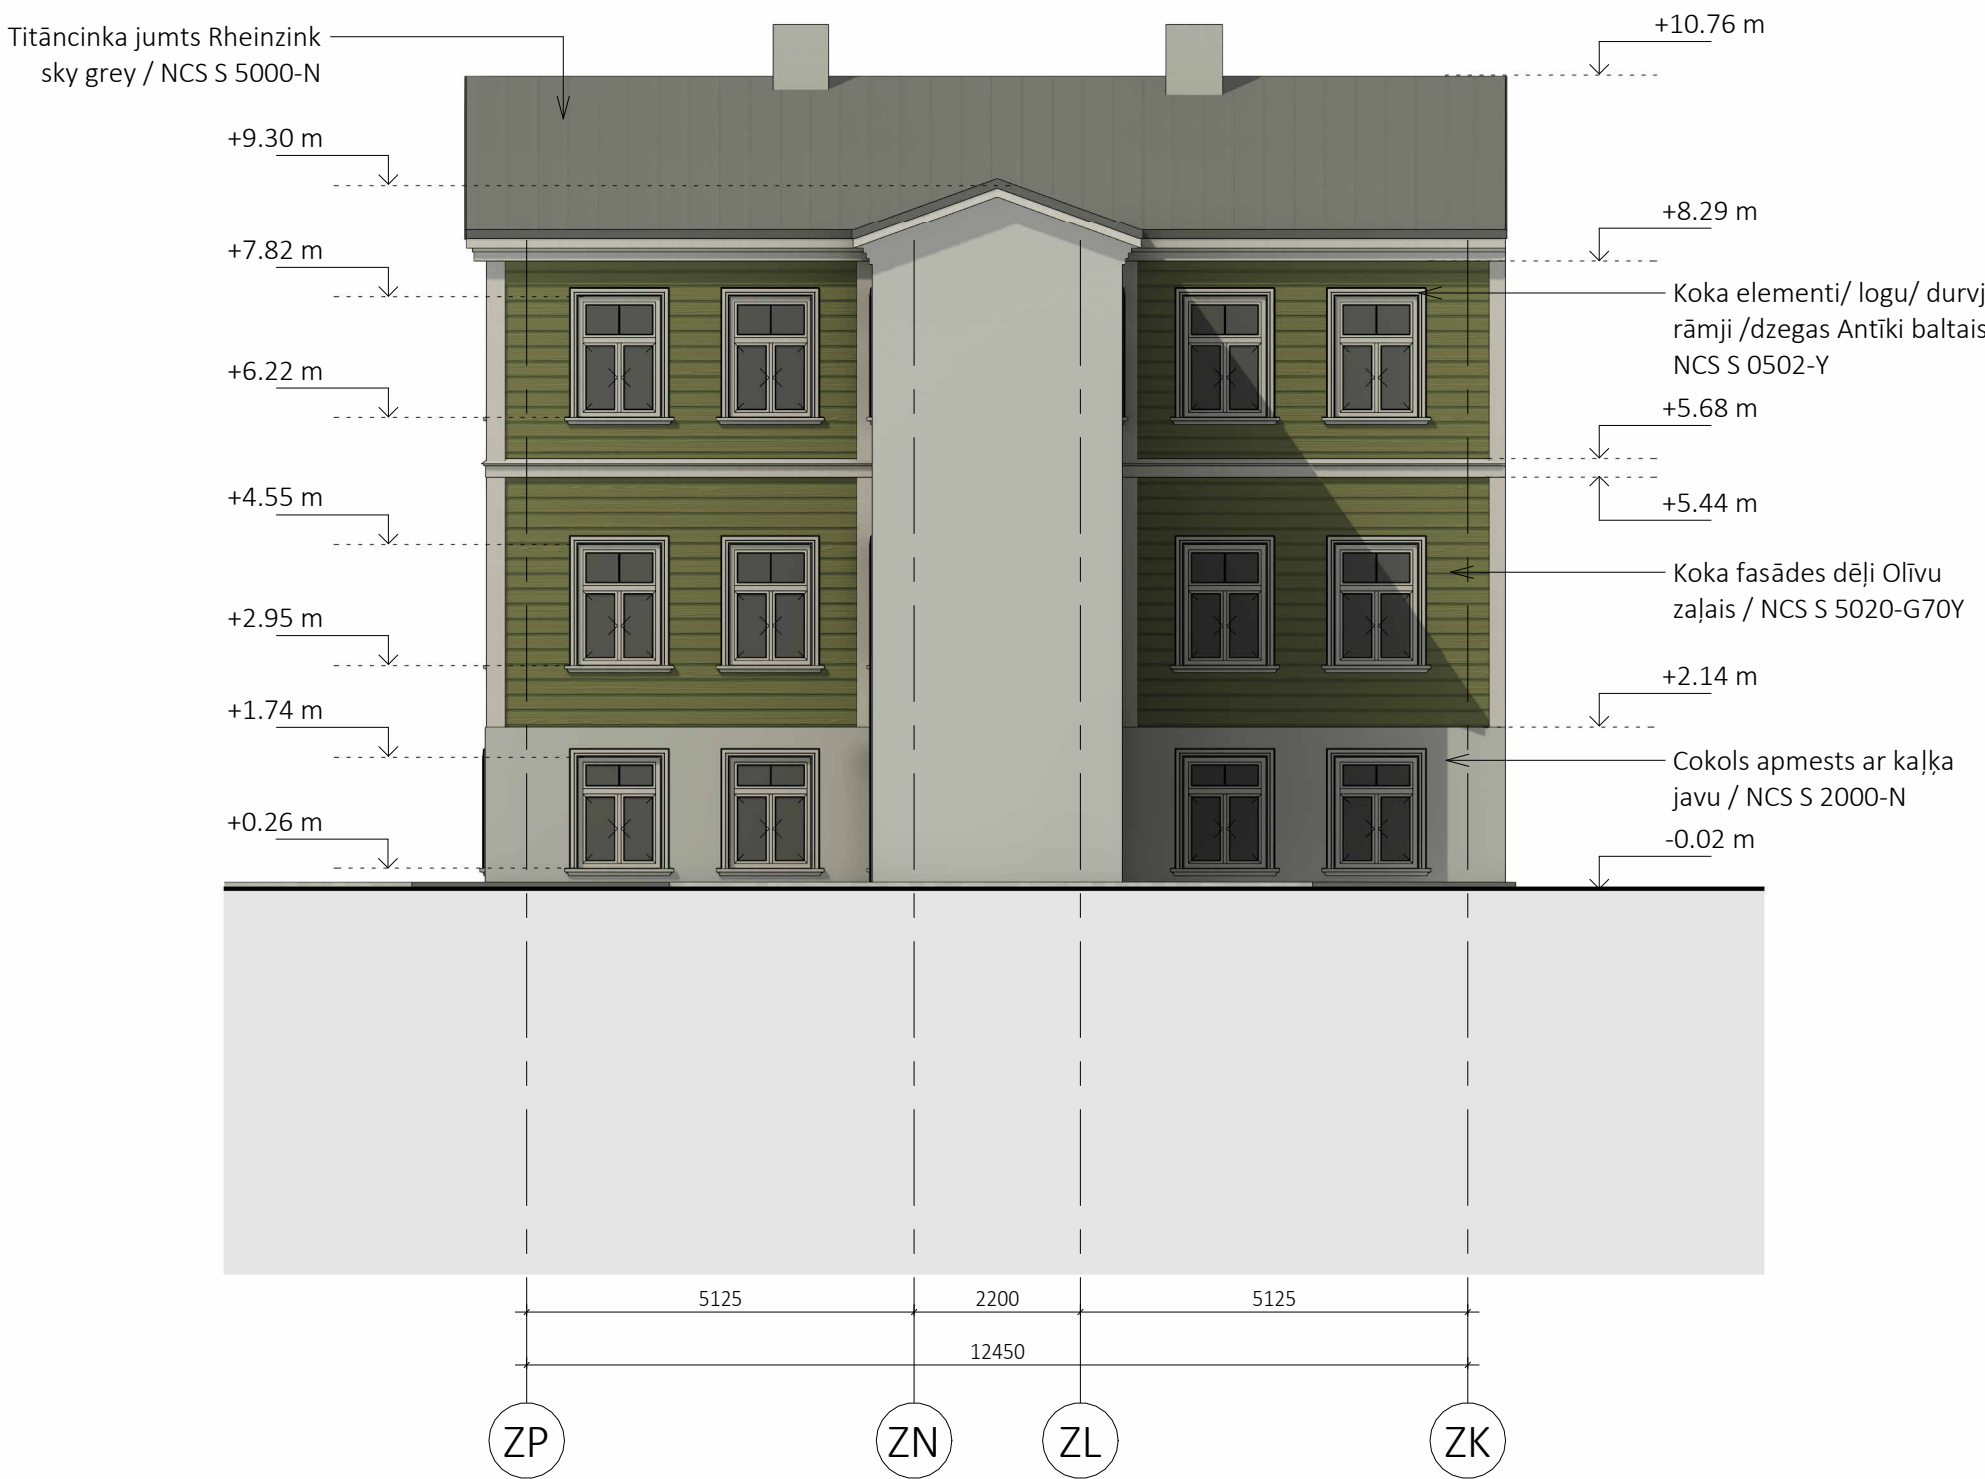 Titāncinka jumts Rheinzink
sky grey / NCS S 5000-N
+9.30 m
+7.82 m
+6.22 m
+4.55 m
+2.95 m
+1.74 m
+0.26 m
+10.76 m
+8.29 m
Koka elementi/ logu/ durvj
rāmji /dzegas Antīki baltais
NCS S 0502-Y
+5.68 m
+5.44 m
Koka fasādes dēļi Olīvu
zaļais / NCS S 5020-G70Y
+2.14 m
Cokols apmests ar kaļķa
javu / NCS S 2000-N
-0.02 m
5125 2200 5125
12450
ZP ZN ZL ZK